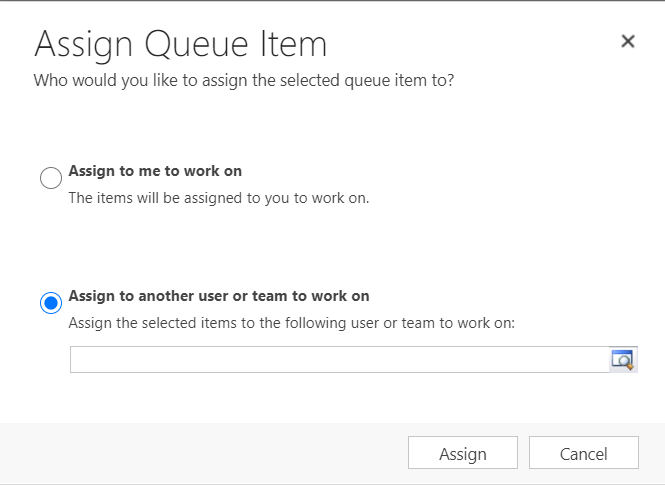 Assign Queue Item
Who would you like to assign the selected queue item to?
Assign to me to work on
The items will be assigned to you to work on.
Assign to another user or team to work on
Assign the selected items to the following user or team to work on:
Assign
Cancel